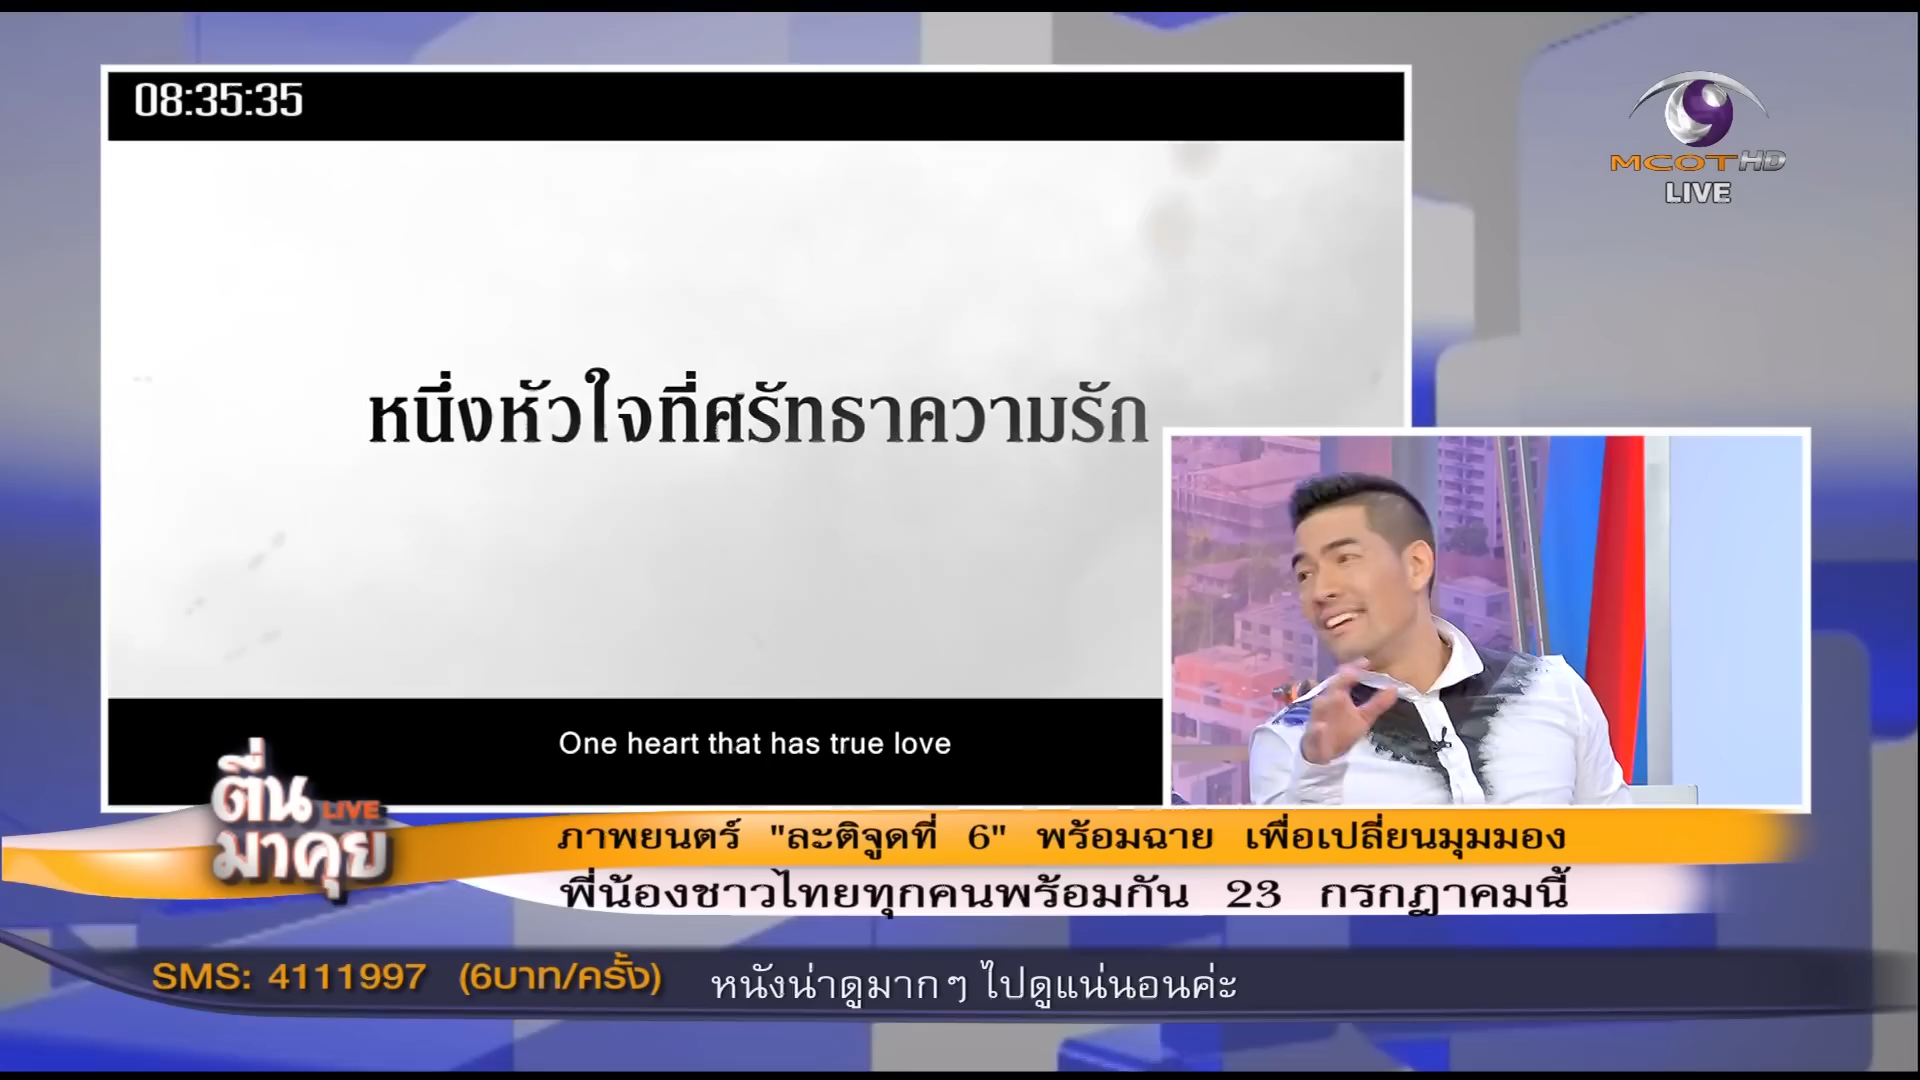 08:35:35
MCOT HD
LIVE
หนึ่งหัวใจที่ศรัทธาความรัก
One heart that has true love
ตื่น
มาคุย LIVE
ภาพยนตร์ "ละติจูดที่ 6" พร้อมฉาย เพื่อเปลี่ยนมุมมอง
พี่น้องชาวไทยทุกคนพร้อมกัน 23 กรกฎาคมนี้
SMS: 4111997 (6บาท/ครั้ง) หนังน่าดูมากๆ ไปดูแน่นอนค่ะ